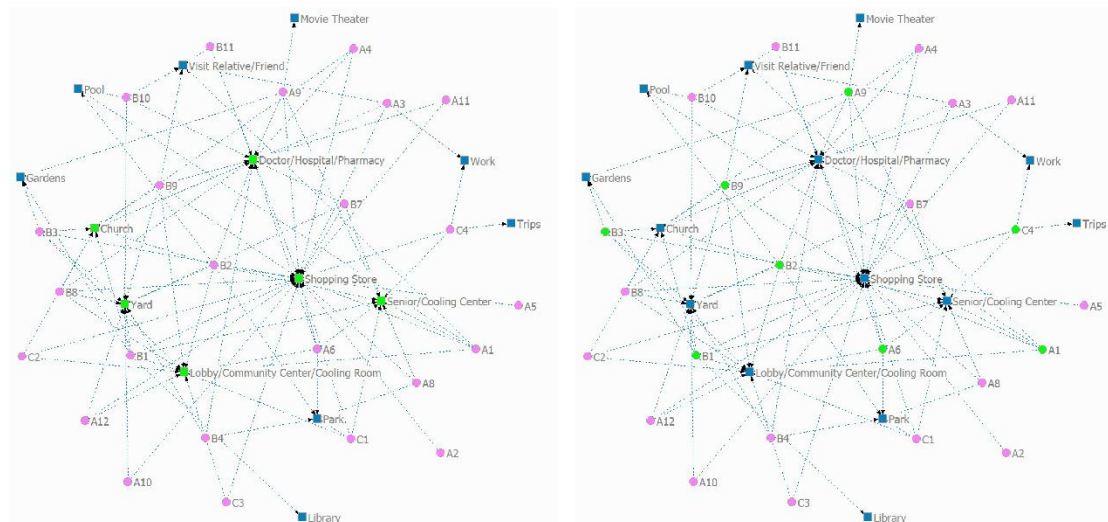 Movie Theater
B11
A4
Visit Relative/Friend
Pool
B10
A9
A3
A11
Doctor/Hospital/Pharmacy
Work
Gardens
B9
B7
Church
B3
C4
Trips
B2
Shopping Store
B8
Yard
Senior/Cooling Center
A5
C2
B1
A6
A1
Lobby/Community Center/Cooling Room
A8
A12
Park
B4
C1
A2
A10
C3
Library
Movie Theater
B11
A4
Visit Relative/Friend
Pool
B10
A9
A3
A11
Doctor/Hospital/Pharmacy
Work
Gardens
B9
B7
Church
B3
C4
Trips
B2
Shopping Store
B8
Yard
Senior/Cooling Center
A5
C2
B1
A6
A1
Lobby/Community Center/Cooling Room
A8
A12
Park
B4
C1
A2
A10
C3
Library